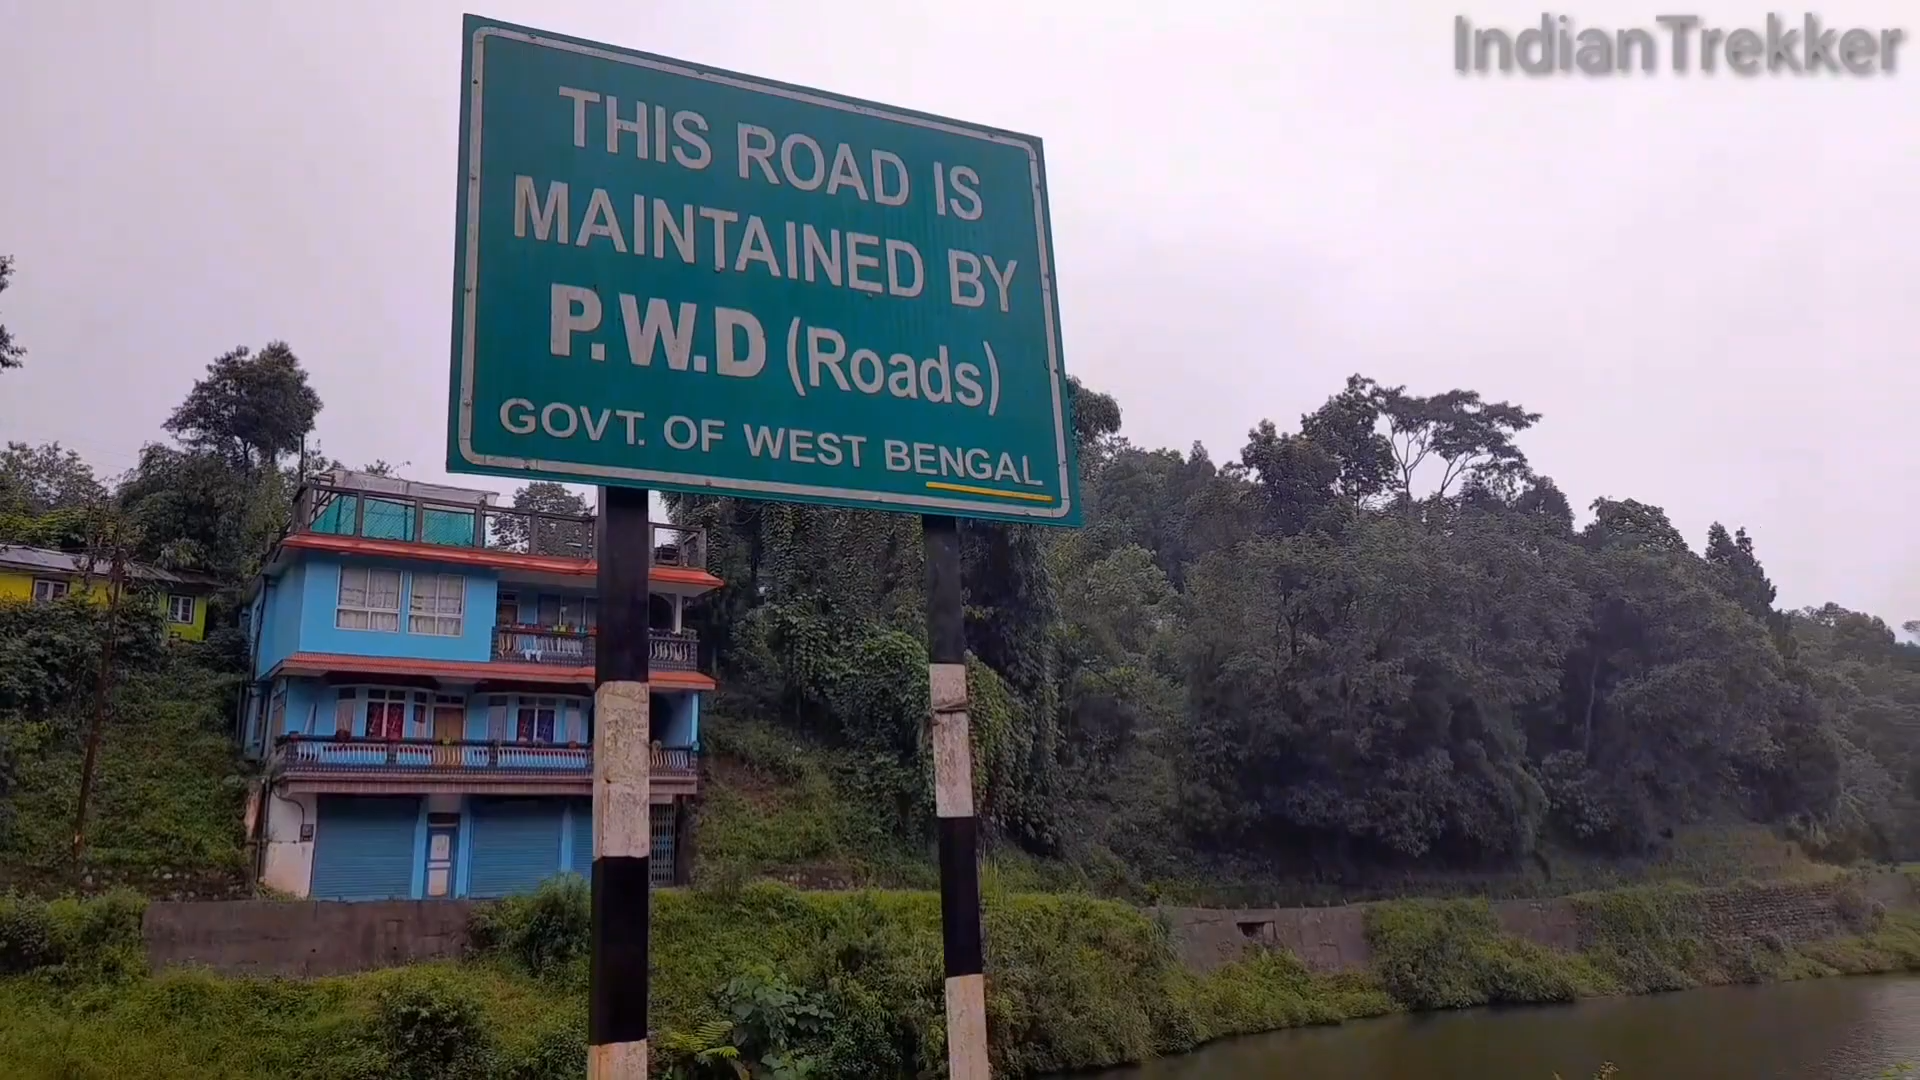 IndianTrekker
THIS ROAD IS
MAINTAINED BY
P.W.D (Roads)
GOVT. OF WEST BENGAL